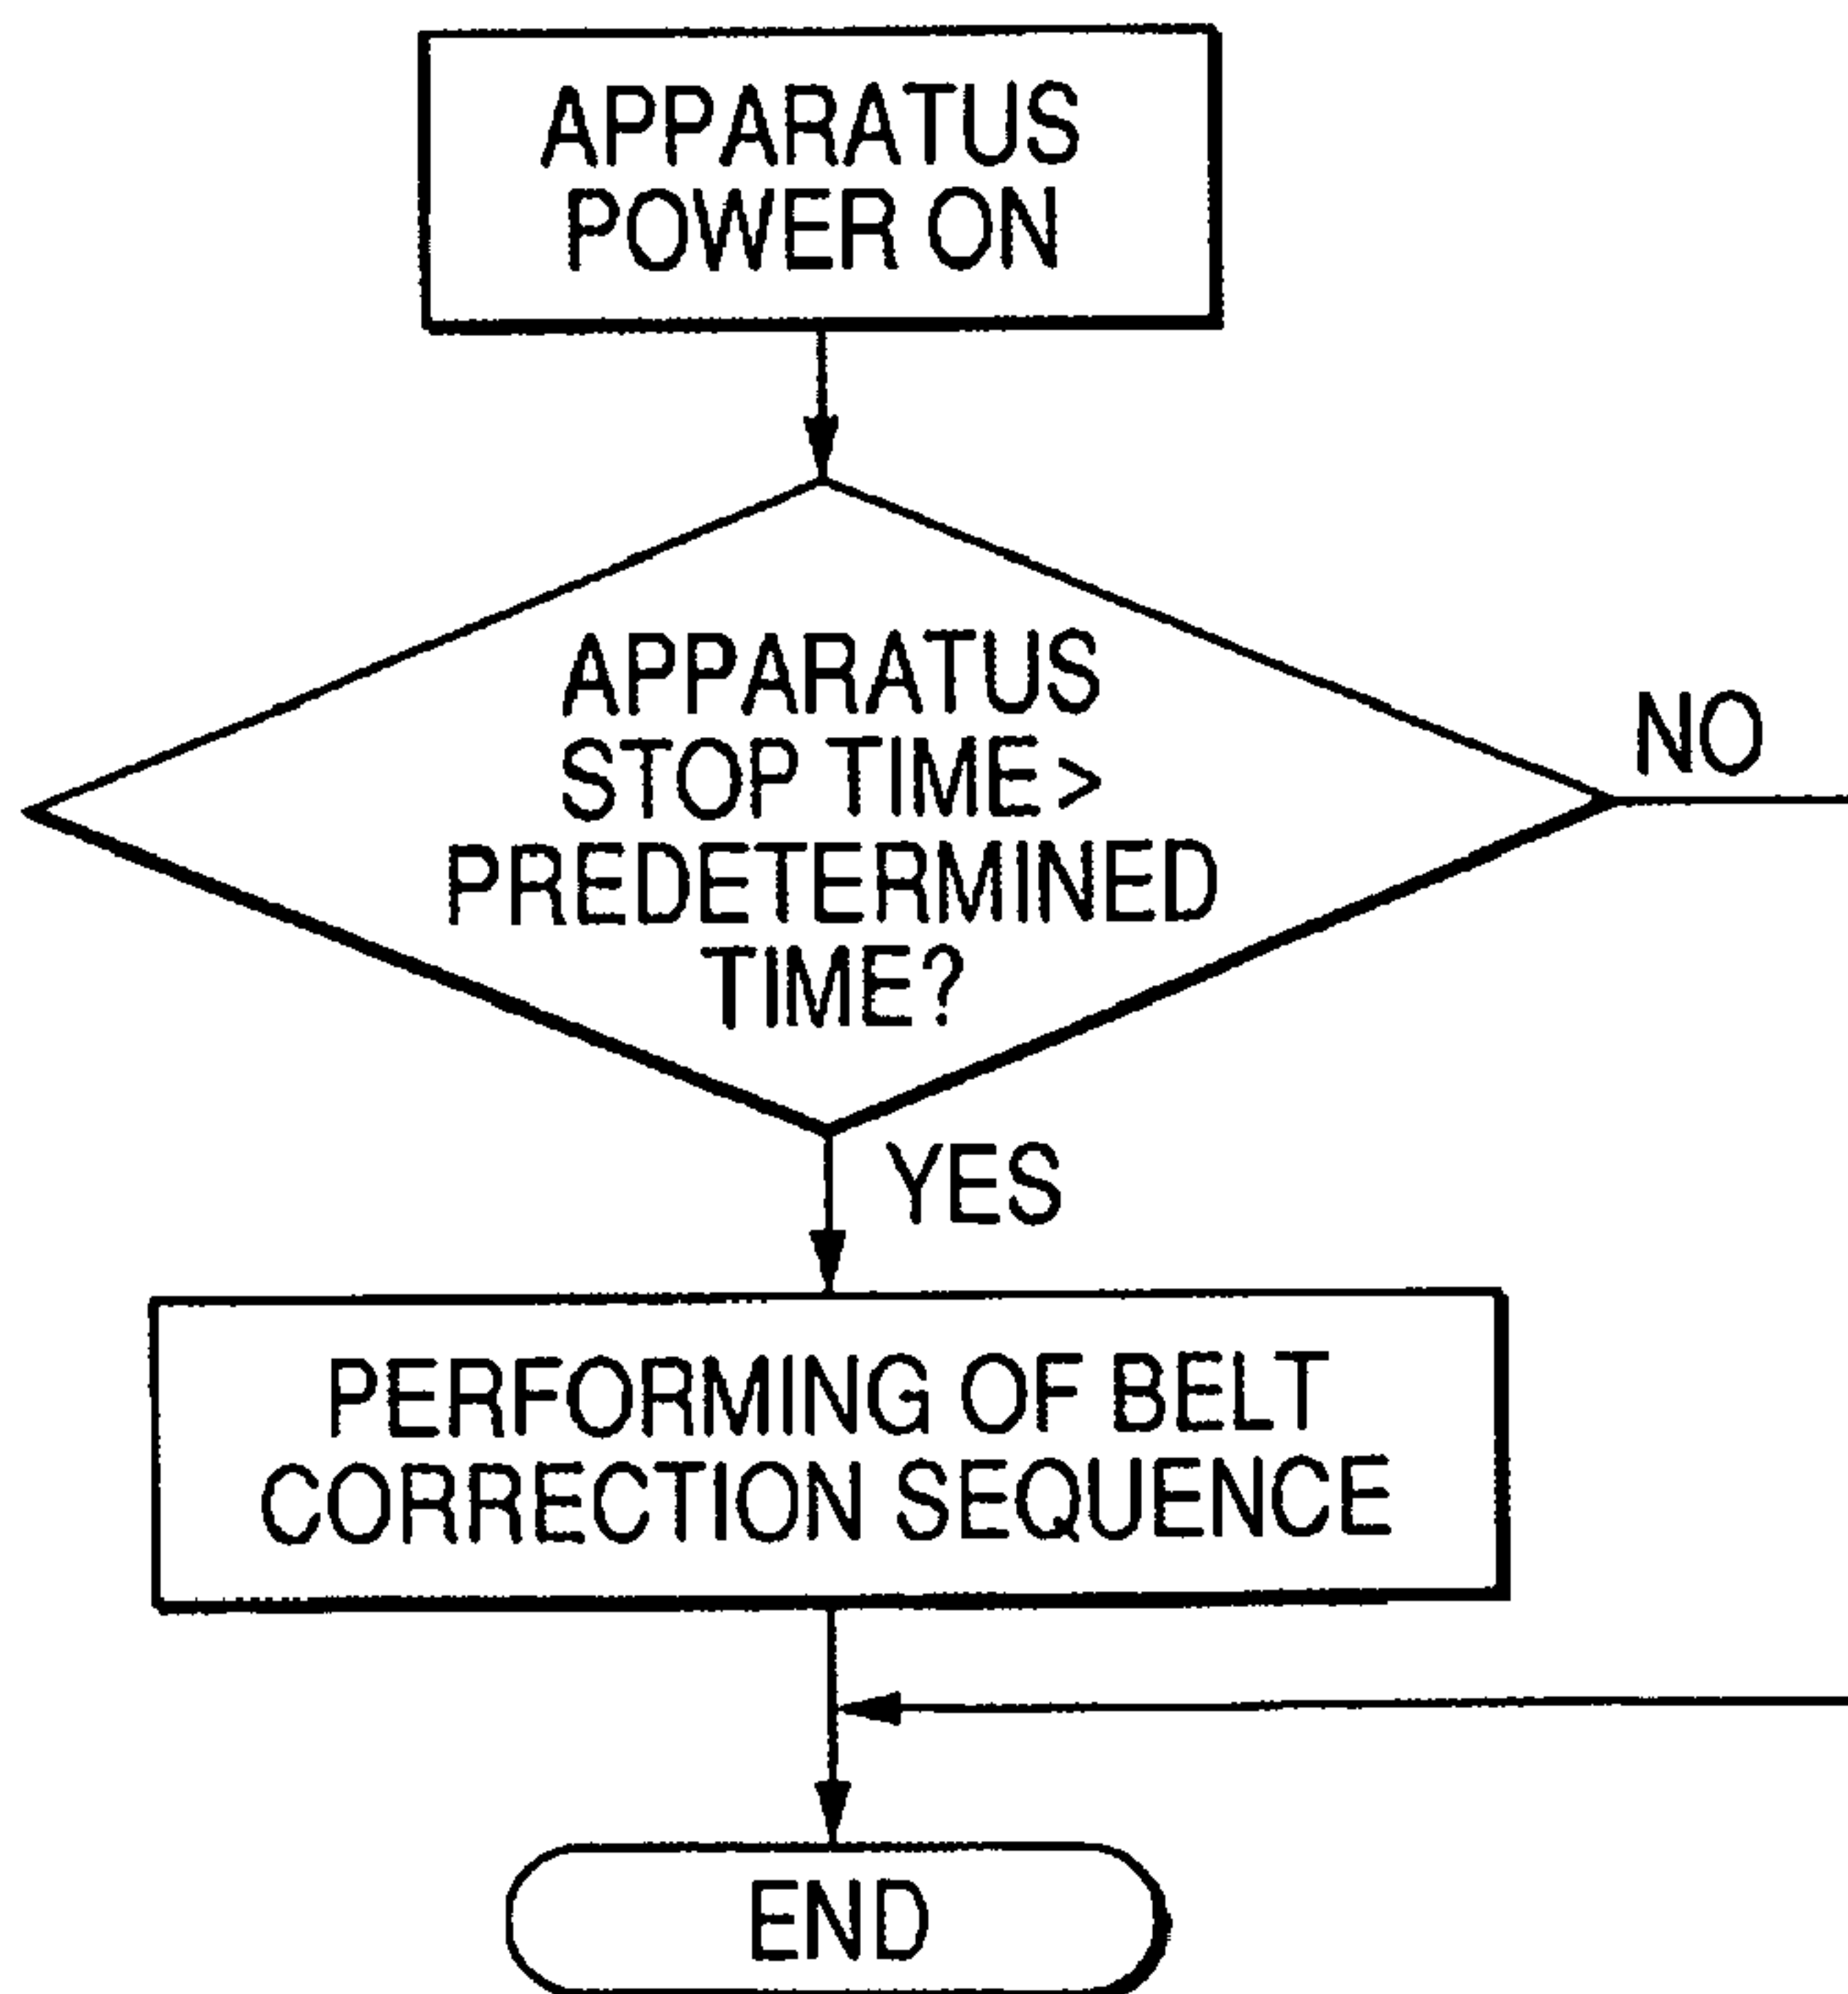 APPARATUS
POWER ON
APPARATUS
STOP TIME>
PREDETERMINED
TIME?
NO
YES
PERFORMING OF BELT
CORRECTION SEQUENCE
END